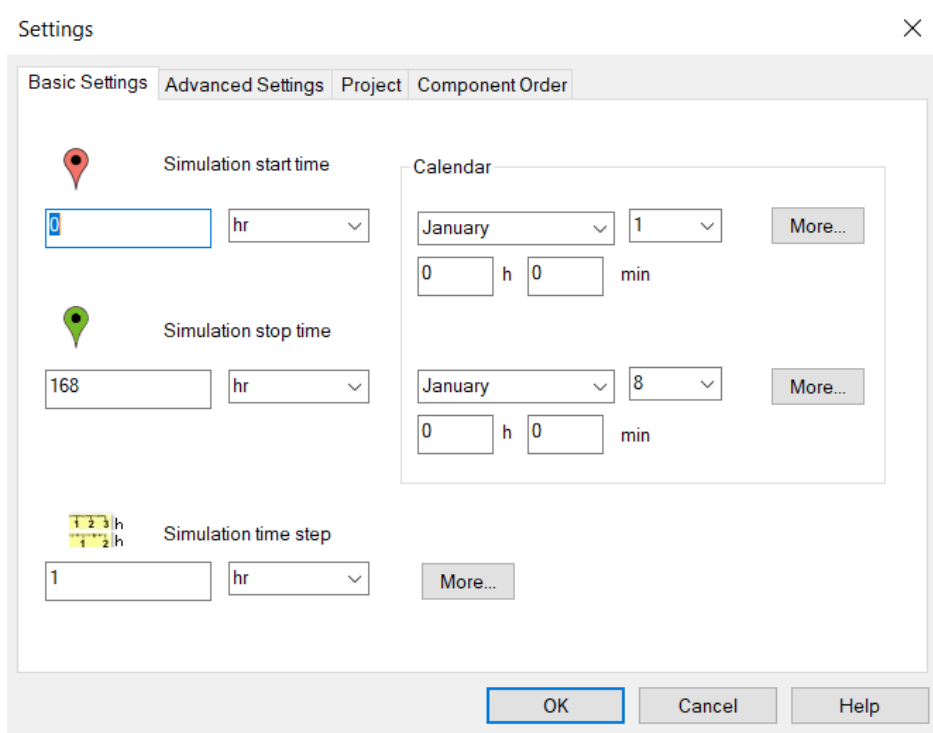 Settings
Basic Settings Advanced Settings Project Component Order
Simulation start time
Calendar
0 hr
January 1 More...
0 h 0 min
Simulation stop time
168 hr
January 8 More...
0 h 0 min
1 2 3 h
1 2 h
Simulation time step
1 hr More...
OK Cancel Help